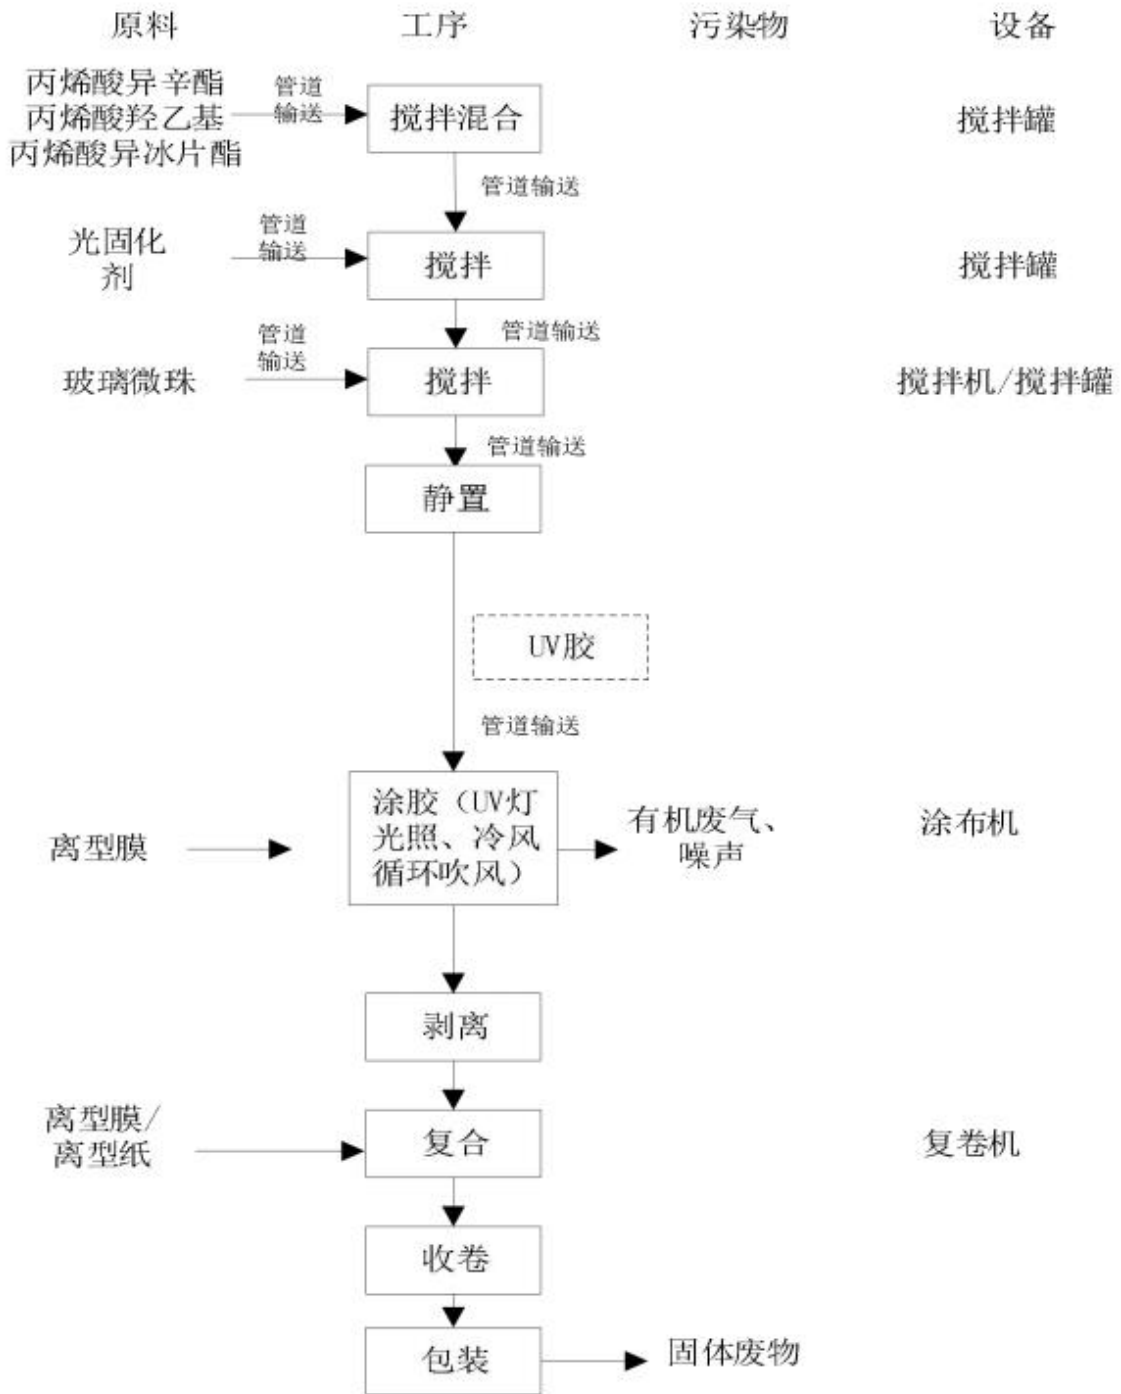 原料 工序 污染物 设备
丙烯酸异辛酯
丙烯酸羟乙基
丙烯酸异冰片酯
管道
输送
搅拌混合
搅拌罐
管道输送
光固化
剂
管道
输送
搅拌
搅拌罐
管道输送
玻璃微珠
管道
输送
搅拌
搅拌机/搅拌罐
管道输送
静置
UV胶
管道输送
离型膜
涂胶（UV灯
光照、冷风
循环吹风）
有机废气、
噪声
涂布机
剥离
离型膜/
离型纸
复合
复卷机
收卷
包装
固体废物